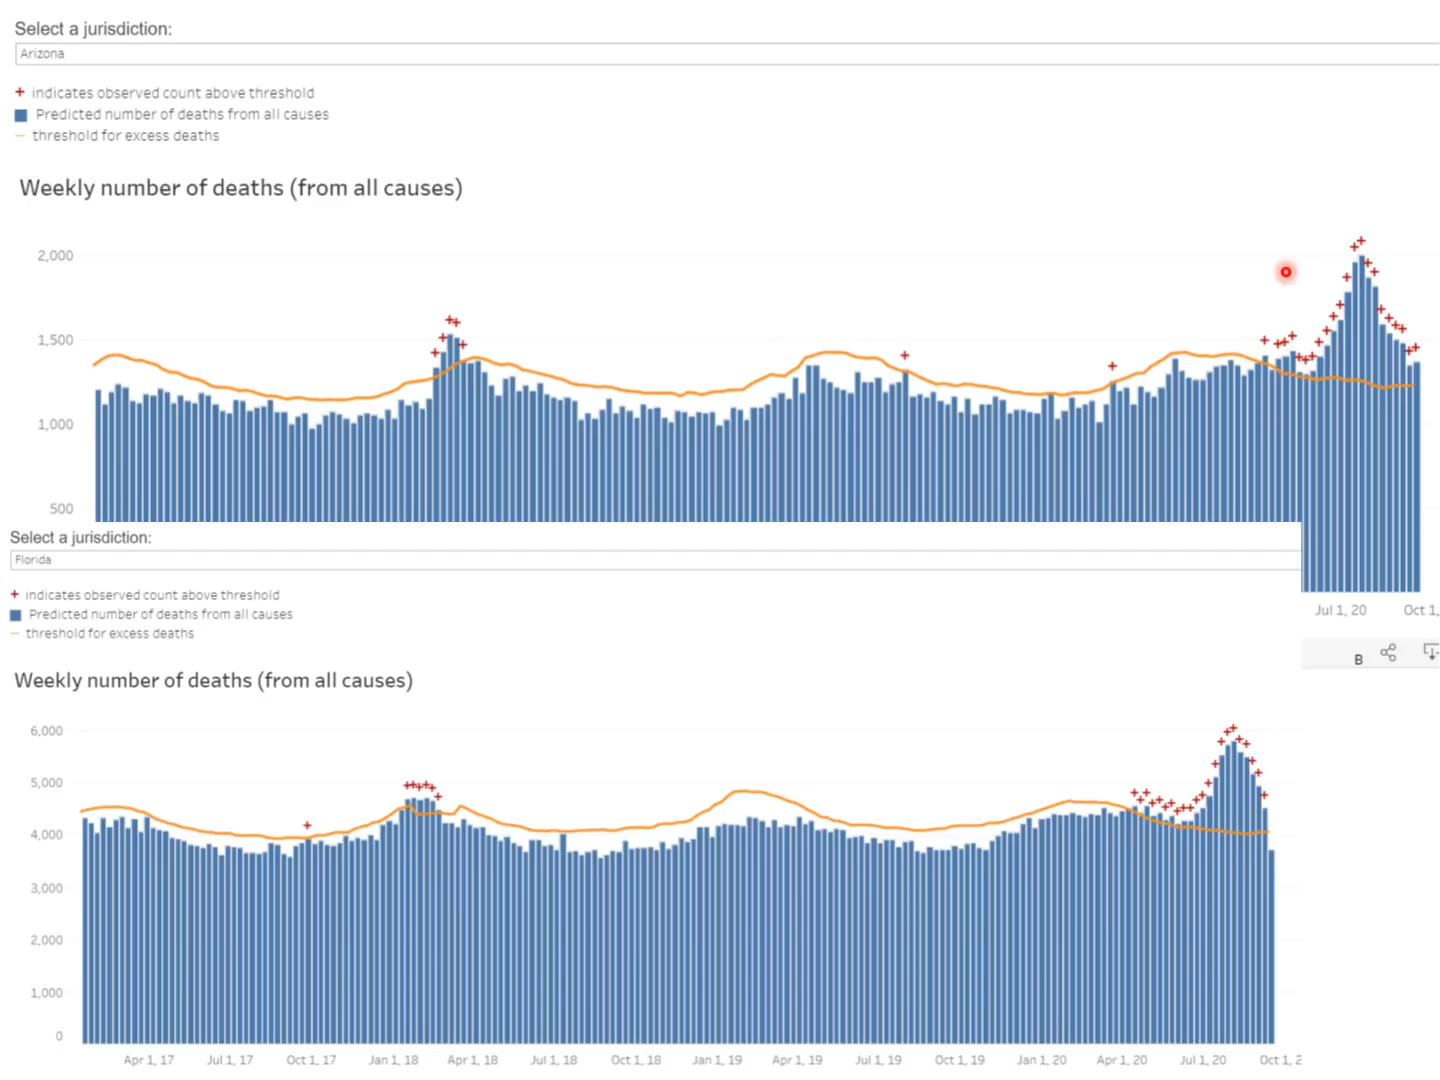 Select a jurisdiction:
Arizona
+ indicates observed count above threshold
Predicted number of deaths from all causes
threshold for excess deaths
Weekly number of deaths (from all causes)
2,000
1,500
1,000
500
Jul 1, 20 Oct 1,
B
Select a jurisdiction:
Florida
+ indicates observed count above threshold
Predicted number of deaths from all causes
threshold for excess deaths
Weekly number of deaths (from all causes)
6,000
5,000
4,000
3,000
2,000
1,000
0
Apr 1, 17 Jul 1, 17 Oct 1, 17 Jan 1, 18 Apr 1, 18 Jul 1, 18 Oct 1, 18 Jan 1, 19 Apr 1, 19 Jul 1, 19 Oct 1, 19 Jan 1, 20 Apr 1, 20 Jul 1, 20 Oct 1, 2